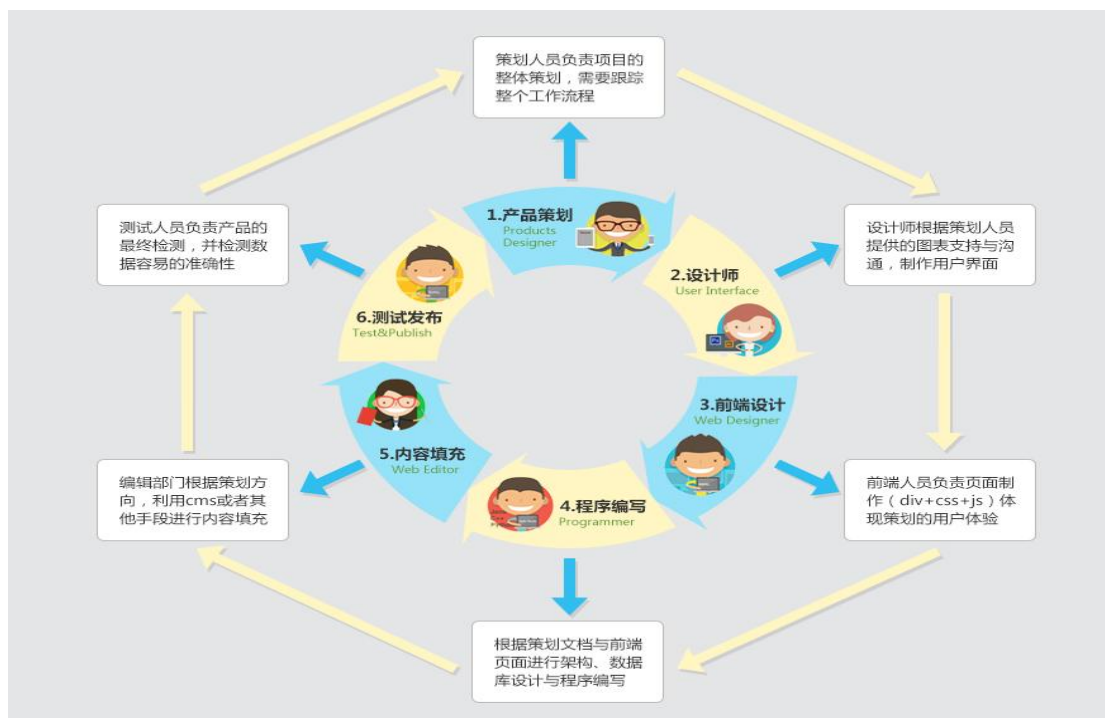 策划人员负责项目的
整体策划，需要跟踪
整个工作流程
1.产品策划
Products
Designer
设计师根据策划人员
提供的图表支持与沟
通，制作用户界面
2.设计师
User Interface
3.前端设计
Web Designer
前端人员负责页面制
作（div+css+js）体
现策划的用户体验
4.程序编写
Programmer
根据策划文档与前端
页面进行架构、数据
库设计与程序编写
5.内容填充
Web Editor
编辑部门根据策划方
向，利用cms或者其
他手段进行内容填充
6.测试发布
Test&Publish
测试人员负责产品的
最终检测，并检测数
据容易的准确性